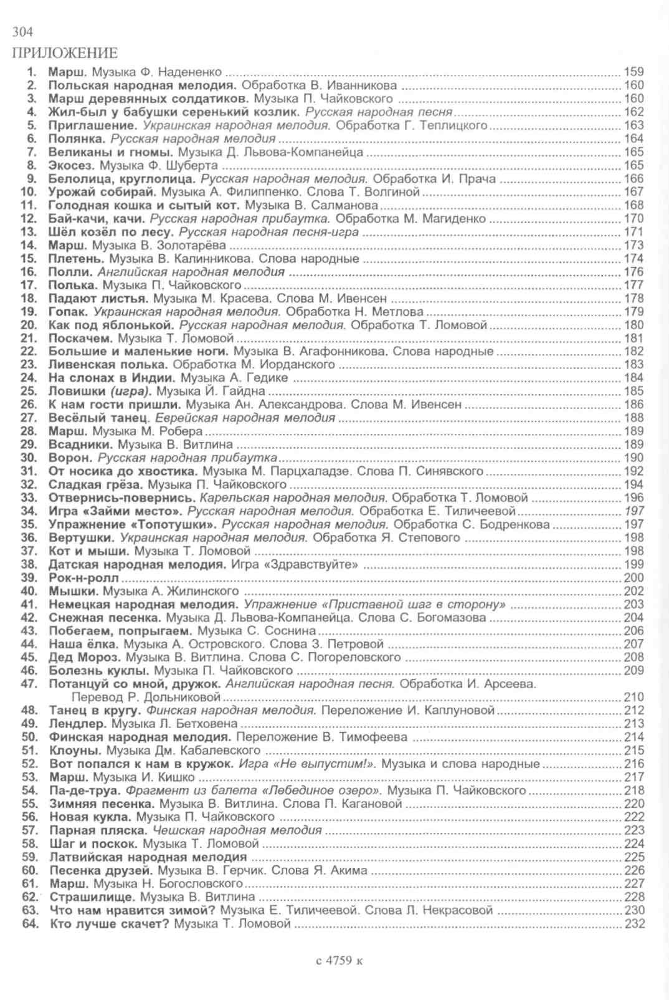 304
ПРИЛОЖЕНИЕ
1. Марш. Музыка Ф. Надененко ... 159
2. Польская народная мелодия. Обработка В. Иванникова ... 160
3. Марш деревянных солдатиков. Музыка П. Чайковского ... 160
4. Жил-был у бабушки серенький козлик. Русская народная песня ... 162
5. Приглашение. Украинская народная мелодия. Обработка Г. Теплицкого ... 163
6. Полянка. Русская народная мелодия ... 164
7. Великаны и гномы. Музыка Д. Львова-Компанейца ... 165
8. Экосез. Музыка Ф. Шуберта ... 165
9. Белолица, круглолица. Русская народная мелодия. Обработка И. Прача ... 166
10. Урожай собирай. Музыка А. Филиппенко. Слова Т. Волгиной ... 167
11. Голодная кошка и сытый кот. Музыка В. Салманова ... 168
12. Бай-качи, качи. Русская народная прибаутка. Обработка М. Магиденко ... 170
13. Шёл козёл по лесу. Русская народная песня-игра ... 171
14. Марш. Музыка В. Золотарёва ... 173
15. Плетень. Музыка В. Калинникова. Слова народные ... 174
16. Полли. Английская народная мелодия ... 176
17. Полька. Музыка П. Чайковского ... 177
18. Падают листья. Музыка М. Красева. Слова М. Ивенсен ... 178
19. Гопак. Украинская народная мелодия. Обработка Н. Метлова ... 179
20. Как под яблонькой. Русская народная мелодия. Обработка Т. Ломовой ... 180
21. Поскачем. Музыка Т. Ломовой ... 181
22. Большие и маленькие ноги. Музыка В. Агафонникова. Слова народные ... 182
23. Ливенская полька. Обработка М. Иорданского ... 183
24. На слонах в Индии. Музыка А. Гедике ... 184
25. Ловишки (игра). Музыка Й. Гайдна ... 185
26. К нам гости пришли. Музыка Ан. Александрова. Слова М. Ивенсен ... 186
27. Весёлый танец. Еврейская народная мелодия ... 188
28. Марш. Музыка М. Робера ... 189
29. Всадники. Музыка В. Витлина ... 189
30. Ворон. Русская народная прибаутка ... 190
31. От носика до хвостика. Музыка М. Парцхаладзе. Слова П. Синявского ... 192
32. Сладкая грёза. Музыка П. Чайковского ... 194
33. Отвернись-повернись. Карельская народная мелодия. Обработка Т. Ломовой ... 196
34. Игра «Займи место». Русская народная мелодия. Обработка Е. Тиличеевой ... 197
35. Упражнение «Топотушки». Русская народная мелодия. Обработка С. Бодренкова ... 197
36. Вертушки. Украинская народная мелодия. Обработка Я. Степового ... 198
37. Кот и мыши. Музыка Т. Ломовой ... 198
38. Датская народная мелодия. Игра «Здравствуйте» ... 199
39. Рок-н-ролл ... 200
40. Мышки. Музыка А. Жилинского ... 202
41. Немецкая народная мелодия. Упражнение «Приставной шаг в сторону» ... 203
42. Снежная песенка. Музыка Д. Львова-Компанейца. Слова С. Богомазова ... 204
43. Побегаем, попрыгаем. Музыка С. Соснина ... 206
44. Наша ёлка. Музыка А. Островского. Слова З. Петровой ... 207
45. Дед Мороз. Музыка В. Витлина. Слова С. Погореловского ... 208
46. Болезнь куклы. Музыка П. Чайковского ... 209
47. Потанцуй со мной, дружок. Английская народная песня. Обработка И. Арсеева.
Перевод Р. Дольниковой ... 210
48. Танец в кругу. Финская народная мелодия. Переложение И. Каплуновой ... 212
49. Лендлер. Музыка Л. Бетховена ... 213
50. Финская народная мелодия. Переложение В. Тимофеева ... 214
51. Клоуны. Музыка Дм. Кабалевского ... 215
52. Вот попался к нам в кружок. Игра «Не выпустим!». Музыка и слова народные ... 216
53. Марш. Музыка И. Кишко ... 217
54. Па-де-труа. Фрагмент из балета «Лебединое озеро». Музыка П. Чайковского ... 218
55. Зимняя песенка. Музыка В. Витлина. Слова П. Кагановой ... 220
56. Новая кукла. Музыка П. Чайковского ... 222
57. Парная пляска. Чешская народная мелодия ... 223
58. Шаг и поскок. Музыка Т. Ломовой ... 224
59. Латвийская народная мелодия ... 225
60. Песенка друзей. Музыка В. Герчик. Слова Я. Акима ... 226
61. Марш. Музыка Н. Богословского ... 227
62. Страшилище. Музыка В. Витлина ... 228
63. Что нам нравится зимой? Музыка Е. Тиличеевой. Слова Л. Некрасовой ... 230
64. Кто лучше скачет? Музыка Т. Ломовой ... 232
с 4759 к